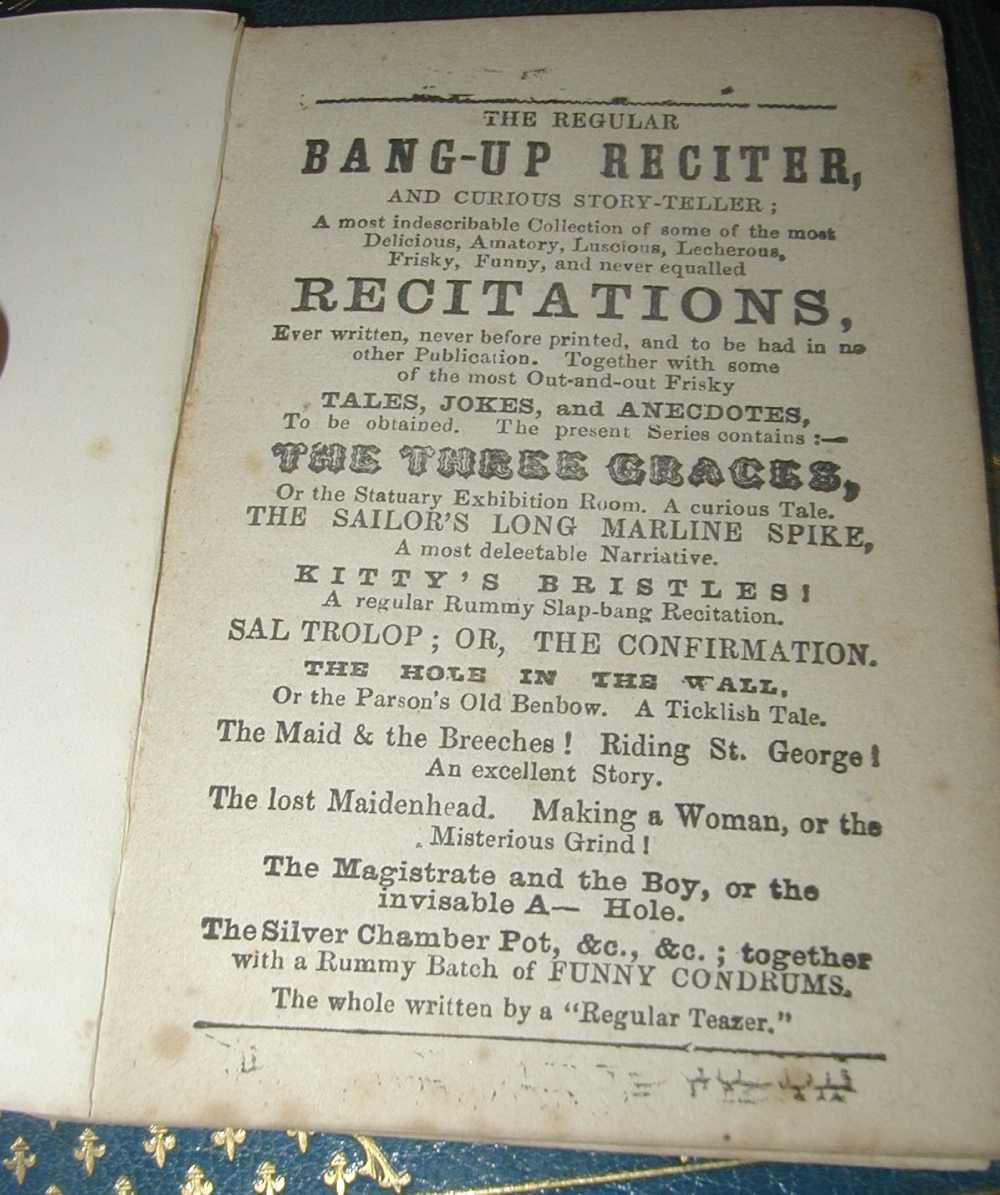 THE REGULAR
BANG-UP RECITER,
AND CURIOUS STORY-TELLER;
A most indescribable Collection of some of the most
Delicious, Amatory, Luscious, Lecherous,
Frisky, Funny, and never equalled
RECITATIONS,
Ever written, never before printed, and to be had in no
other Publication. Together with some
of the most Out-and-out Frisky
TALES, JOKES, and ANECDOTES,
To be obtained. The present Series contains :—
THE THREE GRACES,
Or the Statuary Exhibition Room. A curious Tale.
THE SAILOR'S LONG MARLINE SPIKE,
A most deleetable Narriative.
KITTY'S BRISTLES!
A regular Rummy Slap-bang Recitation.
SAL TROLOP; OR, THE CONFIRMATION.
THE HOLE IN THE WALL,
Or the Parson's Old Benbow. A Ticklish Tale.
The Maid & the Breeches! Riding St. George!
An excellent Story.
The lost Maidenhead. Making a Woman, or the
Misterious Grind!
The Magistrate and the Boy, or the
invisable A— Hole.
The Silver Chamber Pot, &c., &c.; together
with a Rummy Batch of FUNNY CONDRUMS.
The whole written by a "Regular Teazer."